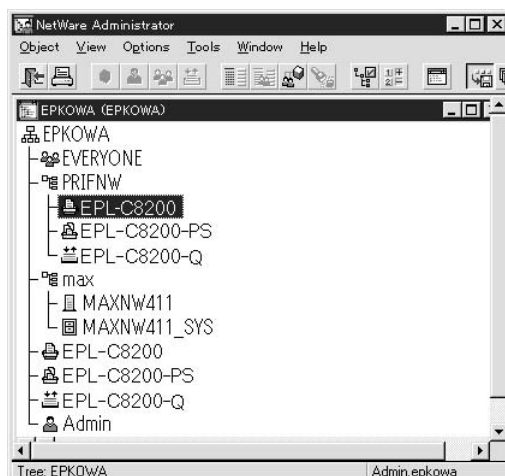 NetWare Administrator
Object View Options Tools Window Help
EPKOWA (EPKOWA)
EPKOWA
EVERYONE
PRIFNW
EPL-C8200
EPL-C8200-PS
EPL-C8200-Q
max
MAXNW411
MAXNW411_SYS
EPL-C8200
EPL-C8200-PS
EPL-C8200-Q
Admin
Tree: EPKOWA Admin.epkowa